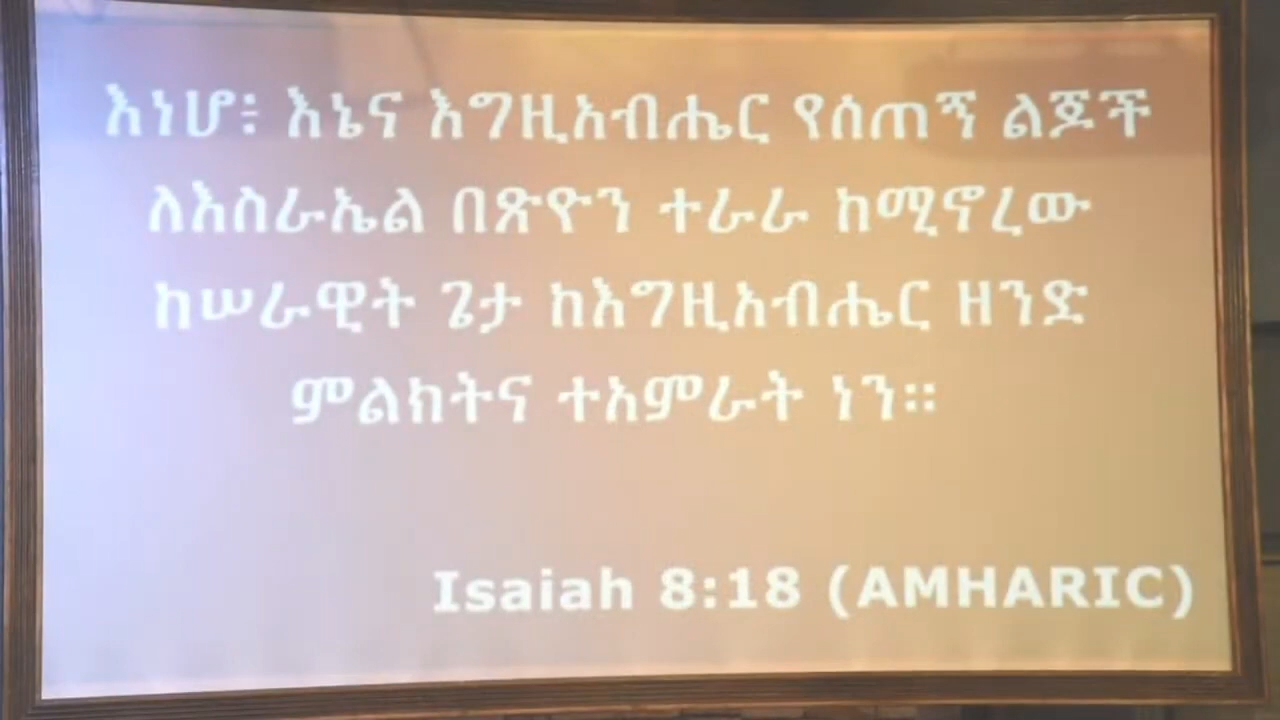 እነሆ፥ እኔና እግዚአብሔር የሰጠኝ ልጆች
ለእስራኤል በጽዮን ተራራ ከሚኖረው
ከሠራዊት ጌታ ከእግዚአብሔር ዘንድ
ምልክትና ተአምራት ነን።
Isaiah 8:18 (AMHARIC)